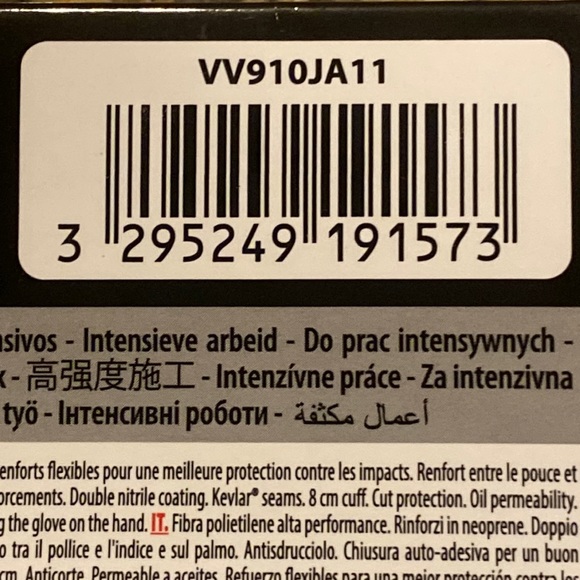 VV910JA11
3 295249 191573
nsivos - Intensieve arbeid - Do prac intensywnych -
- 高强度施工 - Intenzívne práce - Za intenzivna
työ - Інтенсивні роботи - أعمال مكثفة
enforts flexibles pour une meilleure protection contre les impacts. Renfort entre le pouce et
orcements. Double nitrile coating. Kevlar® seams. 8 cm cuff. Cut protection. Oil permeability.
g the glove on the hand. IT. Fibra polietilene alta performance. Rinforzi in neoprene. Doppio
o tra il pollice e l'indice e sul palmo. Antisdrucciolo. Chiusura auto-adesiva per un buon
cm. Anticorte. Permeable a aceites. Refuerzo flexibles para una mejor protección contra